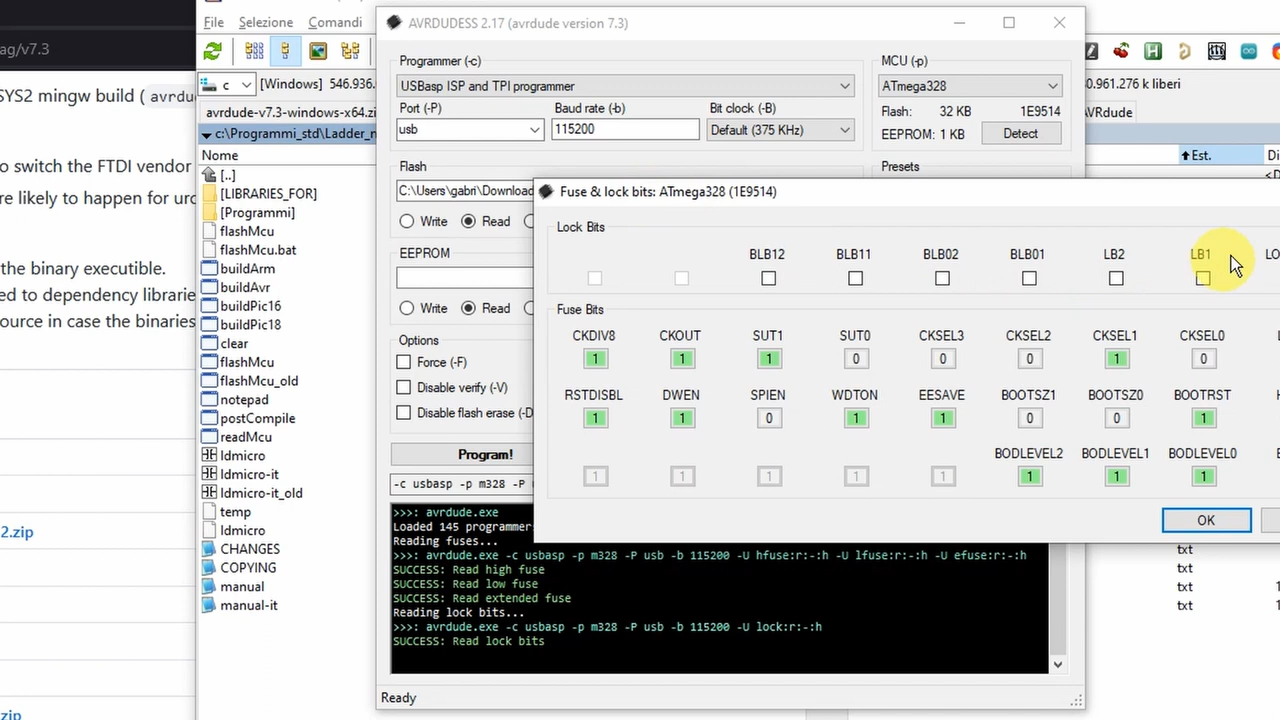 File Selezione Comandi
AVRDUDESS 2.17 (avrdude version 7.3)
ag/v7.3
Programmer (-c)
MCU (-p)
USBasp ISP and TPI programmer
ATmega328
c [Windows] 546.936.
0.961.276 k liberi
Port (-P) Baud rate (-b) Bit clock (-B)
Flash: 32 KB 1E9514
SYS2 mingw build ( avrdu
avrdude-v7.3-windows-x64.zi
AVRdude
usb 115200 Default (375 KHz)
EEPROM: 1 KB Detect
c:\Programmi_std\Ladder_n
Nome
Est.
Di
Flash
Presets
o switch the FTDI vendor
[..]
<D
C:\Users\gabri\Download
Fuse & lock bits: ATmega328 (1E9514)
re likely to happen for urc
[LIBRARIES_FOR]
[Programmi]
Write Read
Lock Bits
flashMcu
flashMcu.bat
EEPROM
BLB12 BLB11 BLB02 BLB01 LB2 LB1 LO
the binary executible.
buildArm
ed to dependency libraries
buildAvr
buildPic16
Write Read
Fuse Bits
ource in case the binaries
buildPic18
clear
Options
CKDIV8 CKOUT SUT1 SUT0 CKSEL3 CKSEL2 CKSEL1 CKSEL0
1 1 1 0 0 0 1 0
flashMcu
Force (-F)
flashMcu_old
Disable verify (-V)
notepad
RSTDISBL DWEN SPIEN WDTON EESAVE BOOTSZ1 BOOTSZ0 BOOTRST
1 1 0 1 1 0 0 1
postCompile
Disable flash erase (-D
readMcu
ldmicro
Program!
BODLEVEL2 BODLEVEL1 BODLEVEL0
1 1 1 1 1 1 1 1
ldmicro-it
-c usbasp -p m328 -P u
ldmicro-it_old
temp
>>>: avrdude.exe
OK
ldmicro
Loaded 145 programmer
2.zip
CHANGES
Reading fuses...
txt
COPYING
>>>: avrdude.exe -c usbasp -p m328 -P usb -b 115200 -U hfuse:r:-:h -U lfuse:r:-:h -U efuse:r:-:h
txt
SUCCESS: Read high fuse
manual
SUCCESS: Read low fuse
txt 1
manual-it
SUCCESS: Read extended fuse
txt 1
Reading lock bits...
>>>: avrdude.exe -c usbasp -p m328 -P usb -b 115200 -U lock:r:-:h
SUCCESS: Read lock bits
Ready
.zip